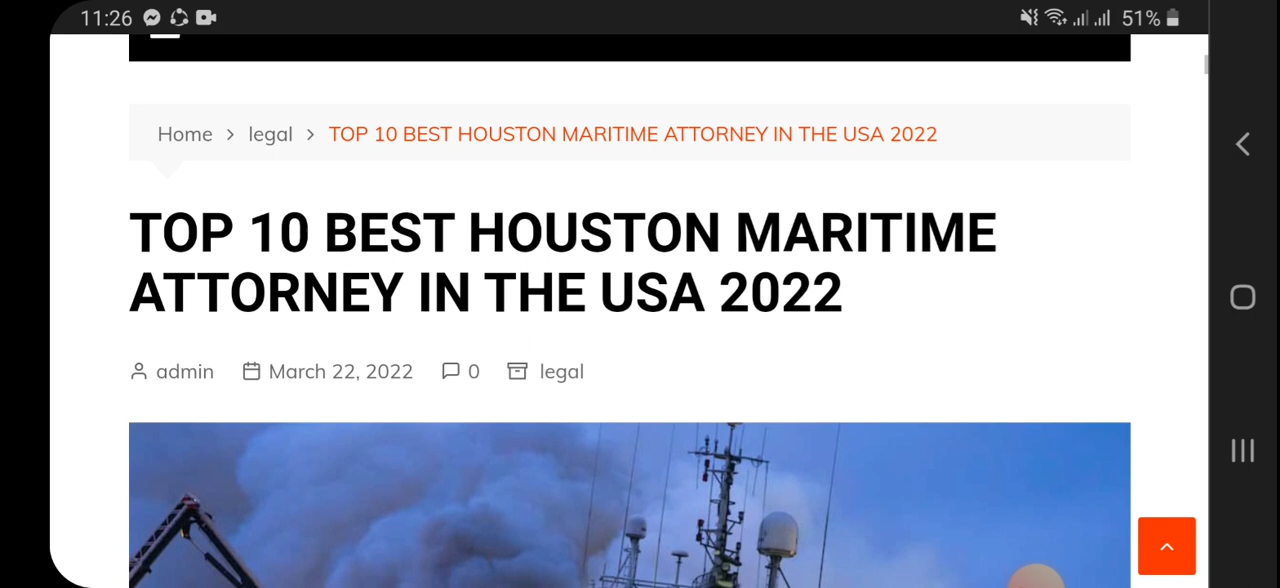 11:26 51%
Home > legal > TOP 10 BEST HOUSTON MARITIME ATTORNEY IN THE USA 2022
TOP 10 BEST HOUSTON MARITIME
ATTORNEY IN THE USA 2022
admin March 22, 2022 0 legal